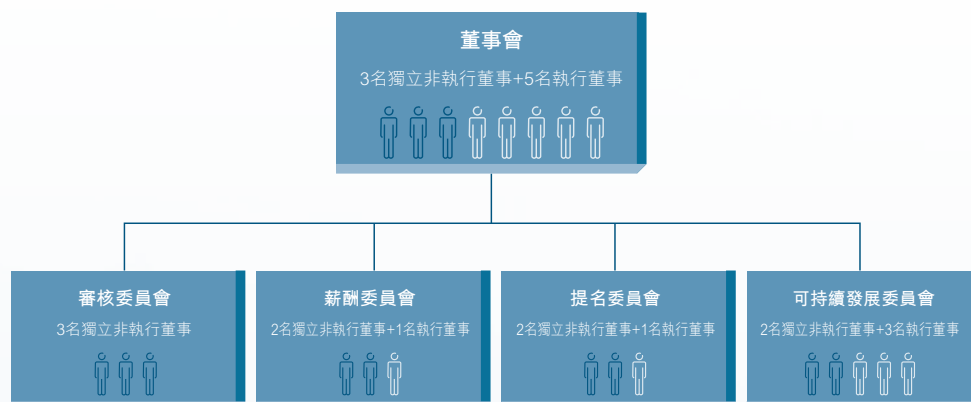 董事會
3名獨立非執行董事+5名執行董事
審核委員會
3名獨立非執行董事
薪酬委員會
2名獨立非執行董事+1名執行董事
提名委員會
2名獨立非執行董事+1名執行董事
可持續發展委員會
2名獨立非執行董事+3名執行董事